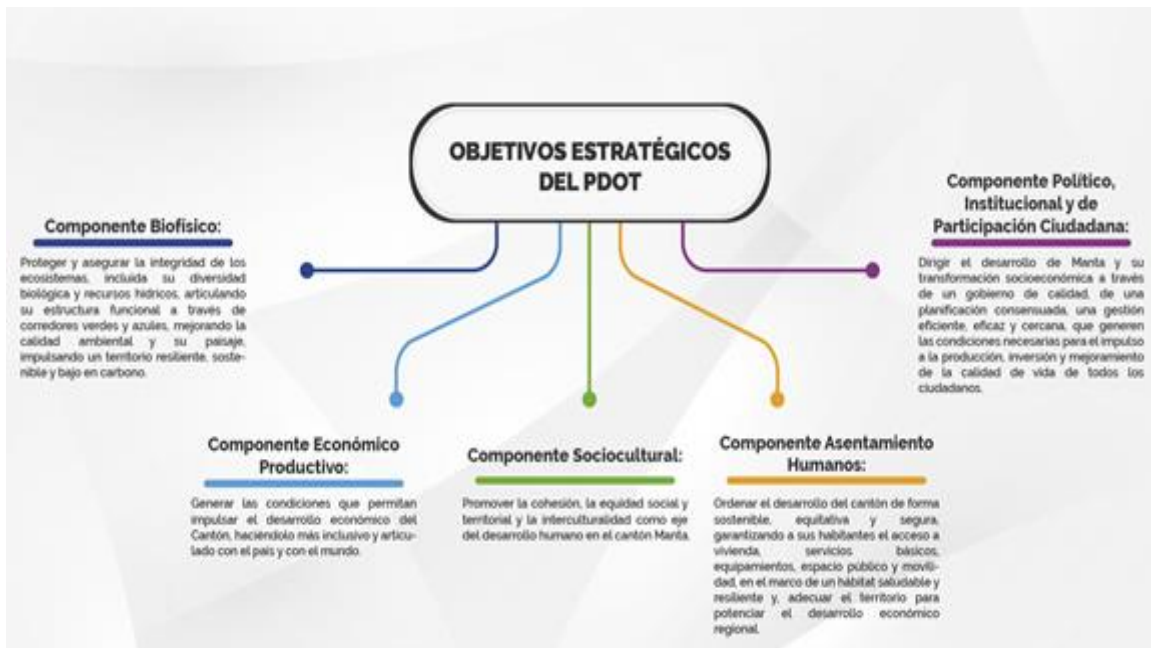 OBJETIVOS ESTRATÉGICOS
DEL PDOT
Componente Biofísico:
Proteger y asegurar la integridad de los
ecosistemas, incluida su diversidad
biológica y recursos hídricos, articulando
su estructura funcional a través de
corredores verdes y azules, mejorando la
calidad ambiental y su paisaje,
impulsando un territorio resiliente, soste-
nible y bajo en carbono.
Componente Económico
Productivo:
Generar las condiciones que permitan
impulsar el desarrollo económico del
Cantón, haciéndolo más inclusivo y articu-
lado con el país y con el mundo.
Componente Sociocultural:
Promover la cohesión, la equidad social y
territorial y la interculturalidad como eje
del desarrollo humano en el cantón Manta.
Componente Asentamiento
Humanos:
Ordenar el desarrollo del cantón de forma
sostenible, equitativa y segura,
garantizando a sus habitantes el acceso a
vivienda, servicios básicos,
equipamientos, espacio público y movili-
dad, en el marco de un hábitat saludable y
resiliente y, adecuar el territorio para
potenciar el desarrollo económico
regional.
Componente Político,
Institucional y de
Participación Ciudadana:
Dirigir el desarrollo de Manta y su
transformación socioeconómica a través
de un gobierno de calidad, de una
planificación consensuada, una gestión
eficiente, eficaz y cercana, que generen
las condiciones necesarias para el impulso
a la producción, inversión y mejoramiento
de la calidad de vida de todos los
ciudadanos.